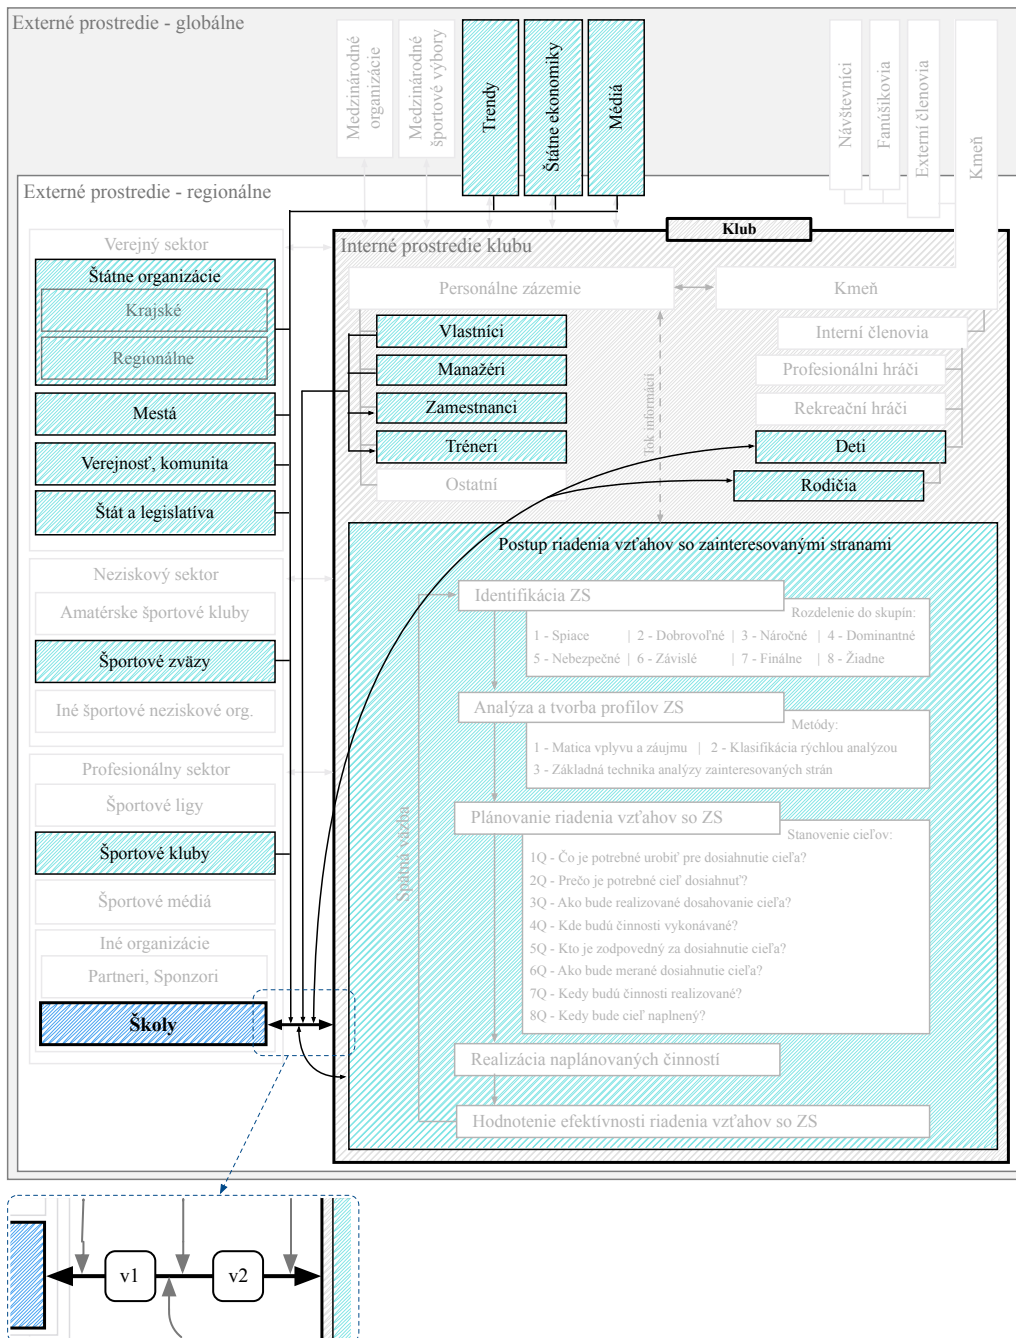 Externé prostredie - globálne
Medzinárodné
organizácie
Medzinárodné
športové výbory
Trendy
Štátne ekonomiky
Médiá
Návštevníci
Fanúšikovia
Externí členovia
Kmeň
Externé prostredie - regionálne
Klub
Verejný sektor
Štátne organizácie
Krajské
Regionálne
Mestá
Verejnosť, komunita
Štát a legislatíva
Neziskový sektor
Amatérske športové kluby
Športové zväzy
Iné športové neziskové org.
Profesionálny sektor
Športové ligy
Športové kluby
Športové médiá
Iné organizácie
Partneri, Sponzori
Školy
Interné prostredie klubu
Personálne zázemie
Kmeň
Vlastníci
Manažéri
Zamestnanci
Tréneri
Ostatní
Tok informácií
Interní členovia
Profesionálni hráči
Rekreační hráči
Deti
Rodičia
Postup riadenia vzťahov so zainteresovanými stranami
Identifikácia ZS
Rozdelenie do skupín:
1 - Spiace | 2 - Dobrovoľné | 3 - Náročné | 4 - Dominantné
5 - Nebezpečné | 6 - Závislé | 7 - Finálne | 8 - Žiadne
Analýza a tvorba profilov ZS
Metódy:
1 - Matica vplyvu a záujmu | 2 - Klasifikácia rýchlou analýzou
3 - Základná technika analýzy zainteresovaných strán
Plánovanie riadenia vzťahov so ZS
Stanovenie cieľov:
1Q - Čo je potrebné urobiť pre dosiahnutie cieľa?
2Q - Prečo je potrebné cieľ dosiahnuť?
3Q - Ako bude realizované dosahovanie cieľa?
4Q - Kde budú činnosti vykonávané?
5Q - Kto je zodpovedný za dosiahnutie cieľa?
6Q - Ako bude merané dosiahnutie cieľa?
7Q - Kedy budú činnosti realizované?
8Q - Kedy bude cieľ naplnený?
Realizácia naplánovaných činností
Hodnotenie efektívnosti riadenia vzťahov so ZS
Spätná väzba
v1
v2